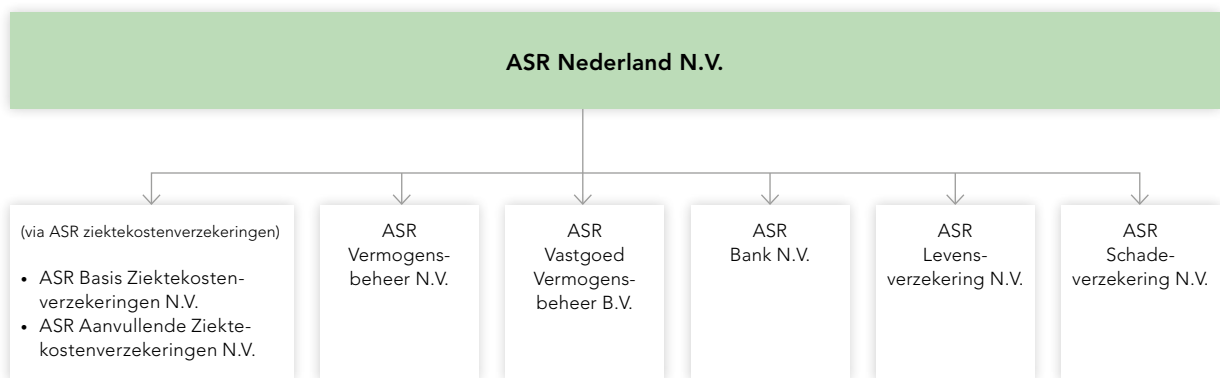 ASR Nederland N.V.
(via ASR ziektekostenverzekeringen)
• ASR Basis Ziektekosten-
verzekeringen N.V.
• ASR Aanvullende Ziekte-
kostenverzekeringen N.V.
ASR
Vermogens-
beheer N.V.
ASR
Vastgoed
Vermogens-
beheer B.V.
ASR
Bank N.V.
ASR
Levens-
verzekering N.V.
ASR
Schade-
verzekering N.V.